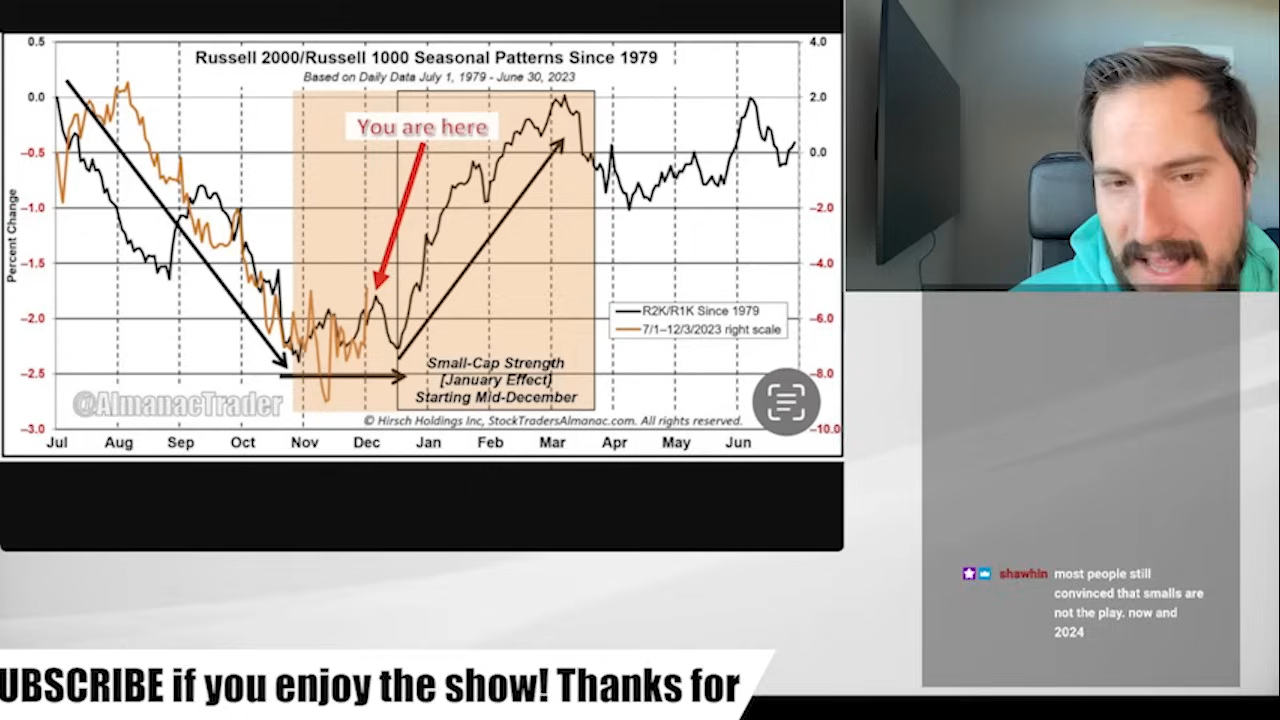 Russell 2000/Russell 1000 Seasonal Patterns Since 1979
Based on Daily Data July 1, 1979 - June 30, 2023
0.5
0.0
–0.5
–1.0
–1.5
–2.0
–2.5
–3.0
Percent Change
4.0
2.0
0.0
–2.0
–4.0
–6.0
–8.0
–10.0
You are here
R2K/R1K Since 1979
7/1–12/3/2023 right scale
Small-Cap Strength
[January Effect]
Starting Mid-December
@AlmanacTrader
© Hirsch Holdings Inc, StockTradersAlmanac.com. All rights reserved.
Jul Aug Sep Oct Nov Dec Jan Feb Mar Apr May Jun
shawhin most people still
convinced that smalls are
not the play. now and
2024
UBSCRIBE if you enjoy the show! Thanks for